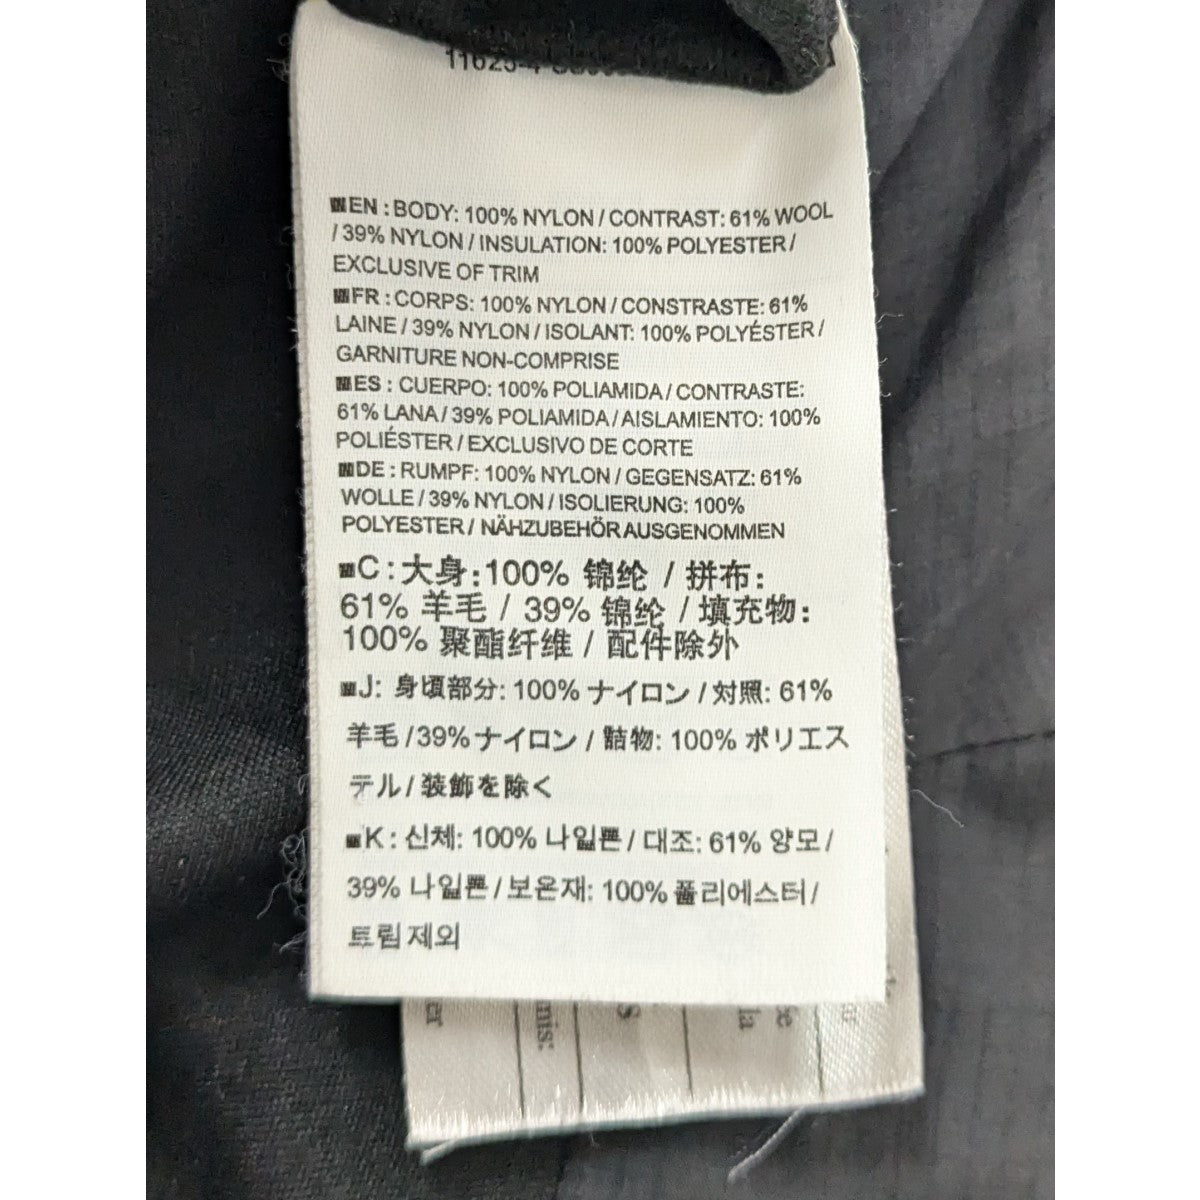 EN : BODY: 100% NYLON / CONTRAST: 61% WOOL
/ 39% NYLON / INSULATION: 100% POLYESTER /
EXCLUSIVE OF TRIM
FR : CORPS: 100% NYLON / CONSTRASTE: 61%
LAINE / 39% NYLON / ISOLANT: 100% POLYÉSTER /
GARNITURE NON-COMPRISE
ES : CUERPO: 100% POLIAMIDA / CONTRASTE:
61% LANA / 39% POLIAMIDA / AISLAMIENTO: 100%
POLIÉSTER / EXCLUSIVO DE CORTE
DE : RUMPF: 100% NYLON / GEGENSATZ: 61%
WOLLE / 39% NYLON / ISOLIERUNG: 100%
POLYESTER / NÄHZUBEHÖR AUSGENOMMEN
C : 大身: 100% 锦纶 / 拼布:
61% 羊毛 / 39% 锦纶 / 填充物:
100% 聚酯纤维 / 配件除外
J: 身頃部分: 100% ナイロン / 対照: 61%
羊毛 /39% ナイロン / 詰物: 100% ポリエス
テル / 装飾を除く
K : 신체: 100% 나일론 / 대조: 61% 양모 /
39% 나일론 / 보온재: 100% 폴리에스터 /
트림 제외